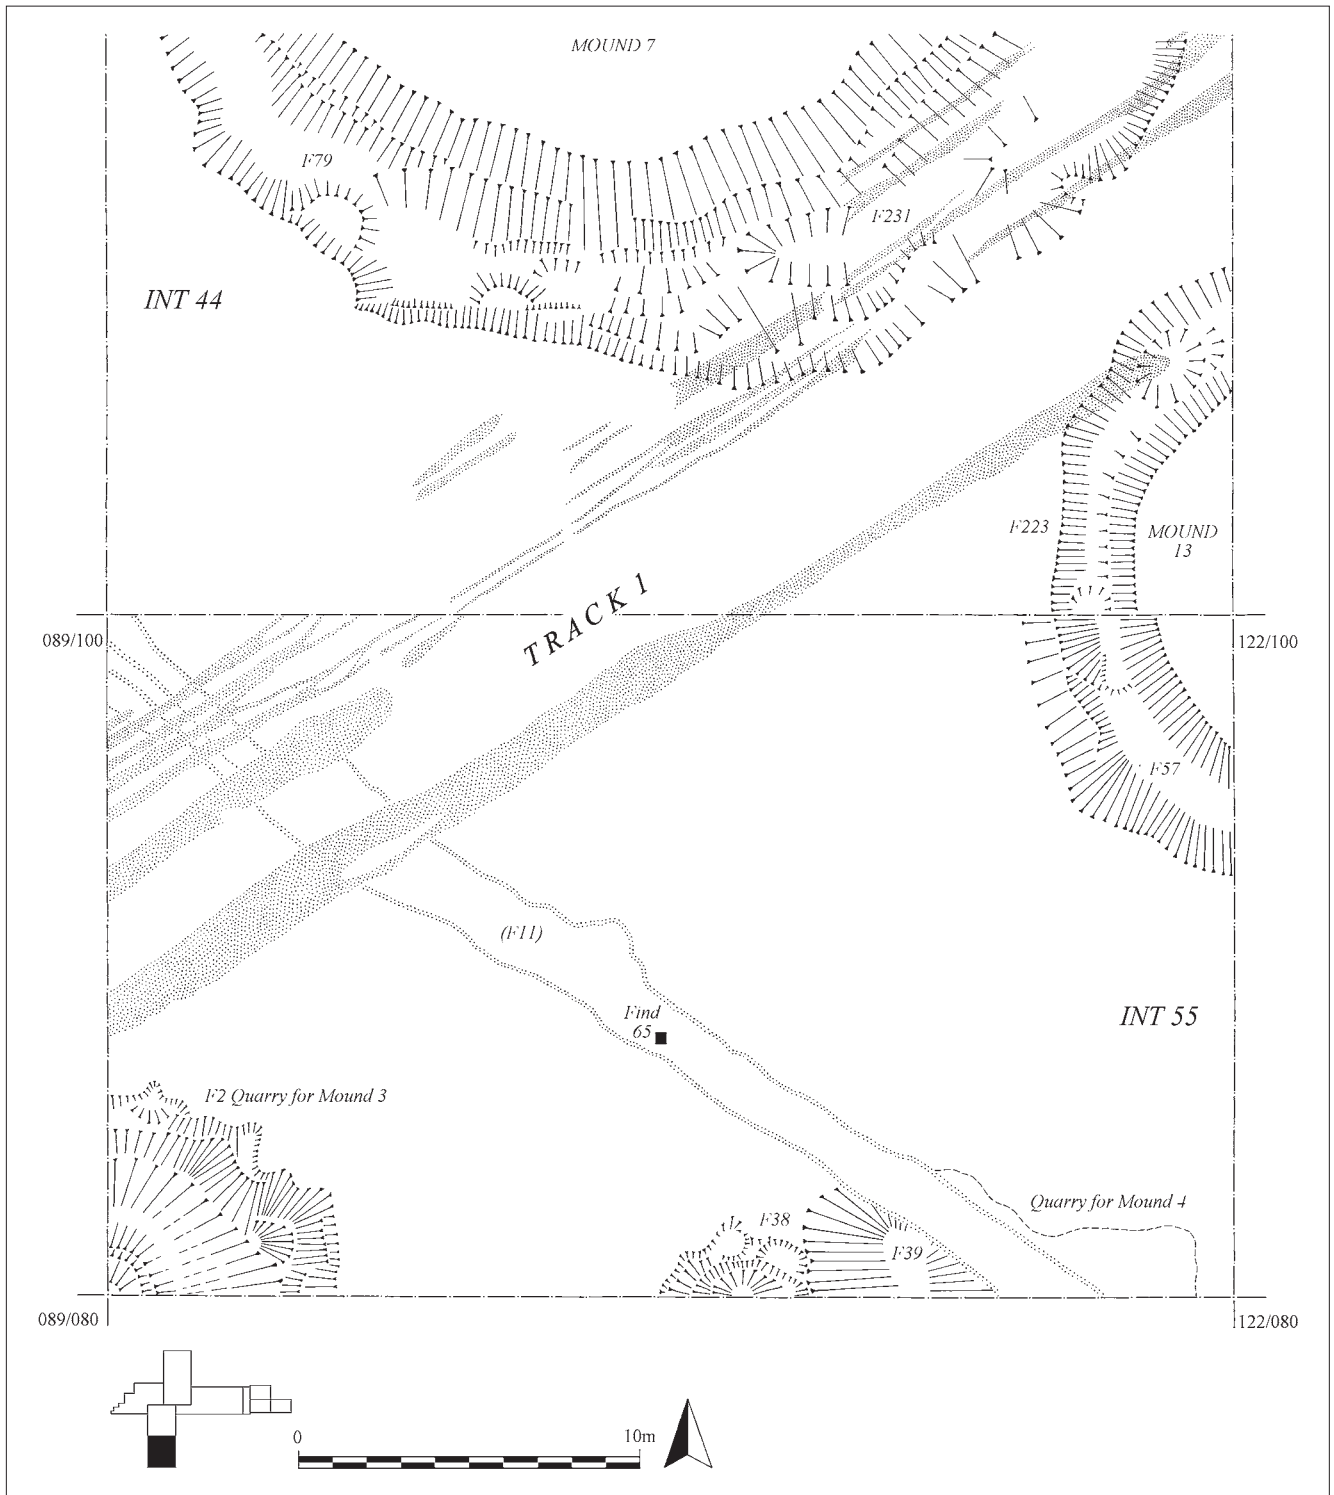 MOUND 7
F79
F231
INT 44
F223
MOUND
13
TRACK 1
089/100
122/100
F57
(F11)
Find
65
INT 55
F2 Quarry for Mound 3
Quarry for Mound 4
F38
F39
089/080
122/080
0
10m